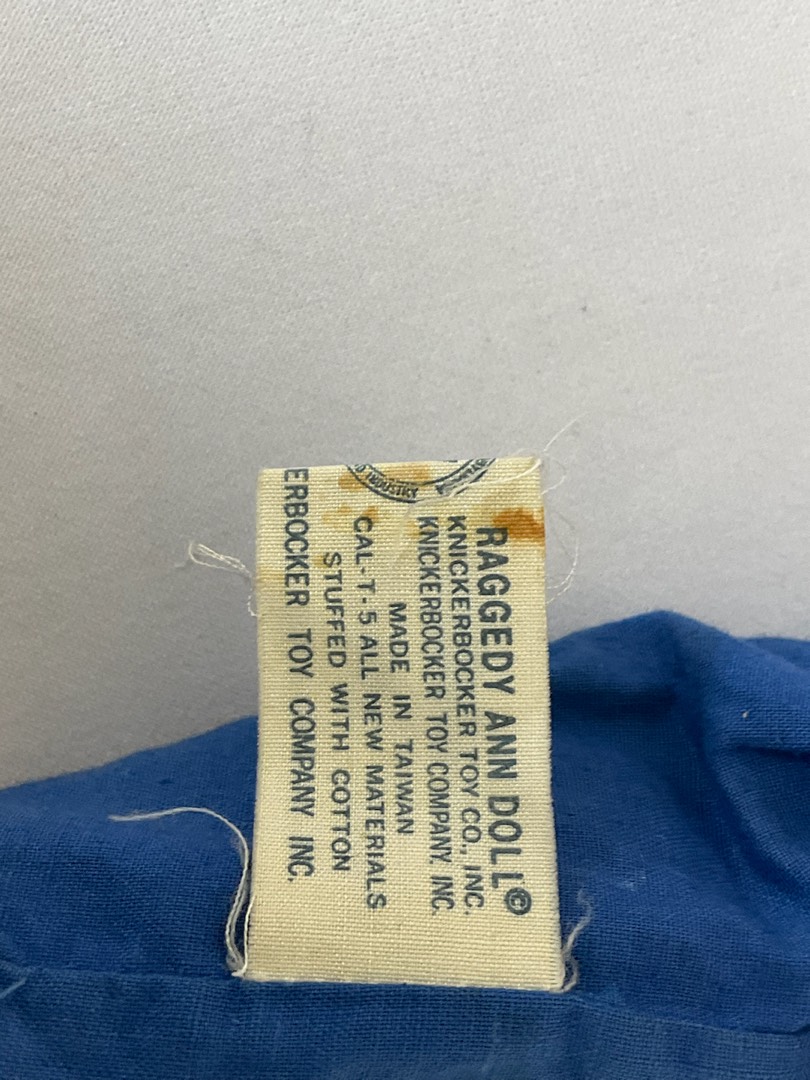 RAGGEDY ANN DOLL©
KNICKERBOCKER TOY CO., INC.
KNICKERBOCKER TOY COMPANY, INC.
MADE IN TAIWAN
CAL-T-5 ALL NEW MATERIALS
STUFFED WITH COTTON
ERBOCKER TOY COMPANY INC.
INDUSTRY